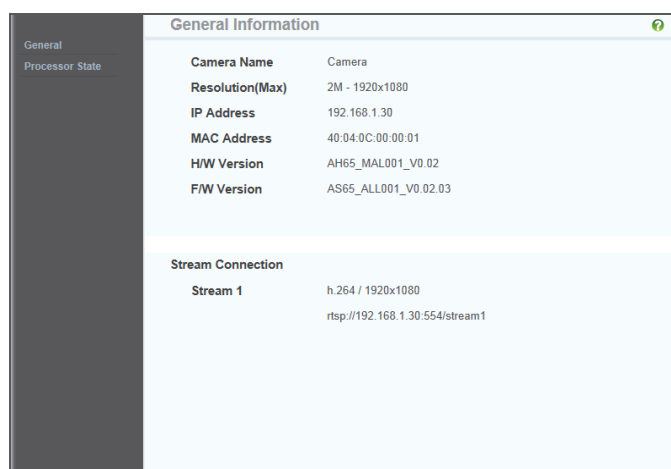 General Information
?
General
Processor State
Camera Name Camera
Resolution(Max) 2M - 1920x1080
IP Address 192.168.1.30
MAC Address 40:04:0C:00:00:01
H/W Version AH65_MAL001_V0.02
F/W Version AS65_ALL001_V0.02.03
Stream Connection
Stream 1 h.264 / 1920x1080
rtsp://192.168.1.30:554/stream1